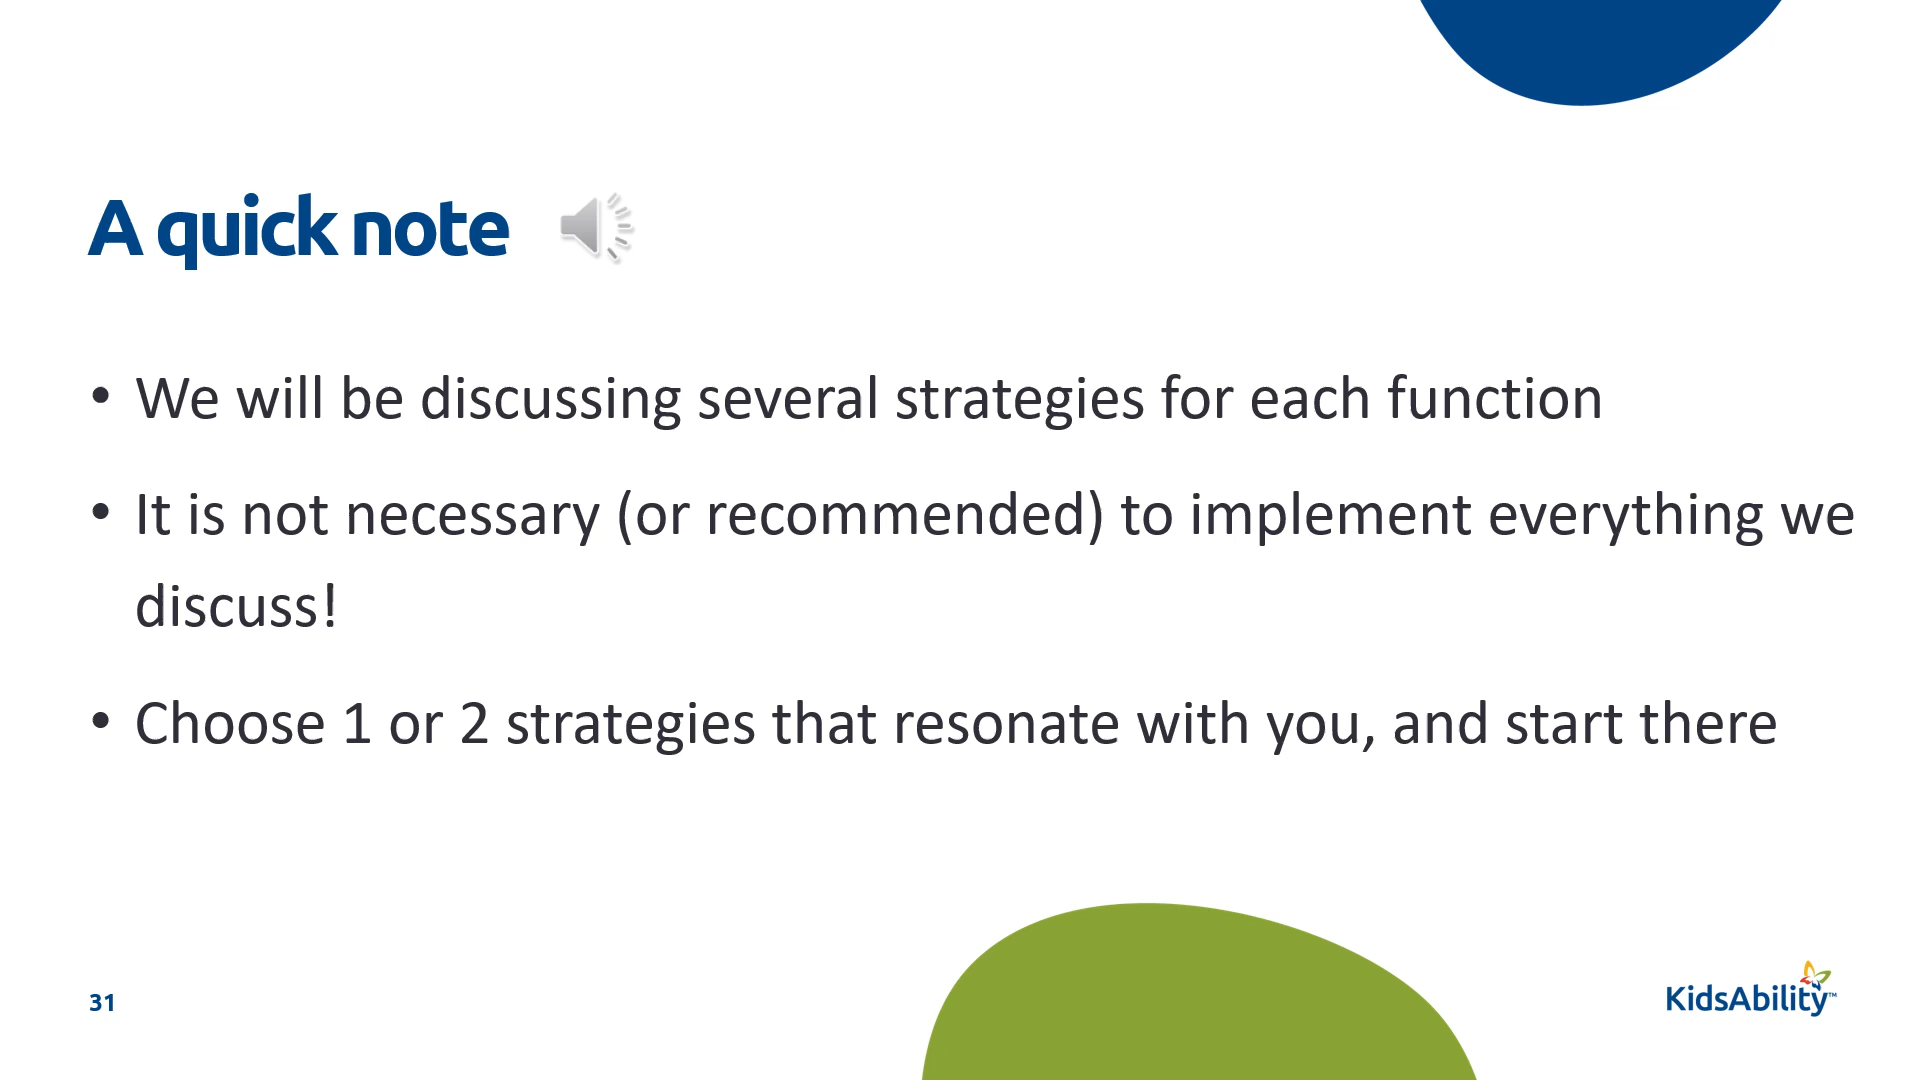 A quick note
• We will be discussing several strategies for each function
• It is not necessary (or recommended) to implement everything we
discuss!
• Choose 1 or 2 strategies that resonate with you, and start there
31
KidsAbility™